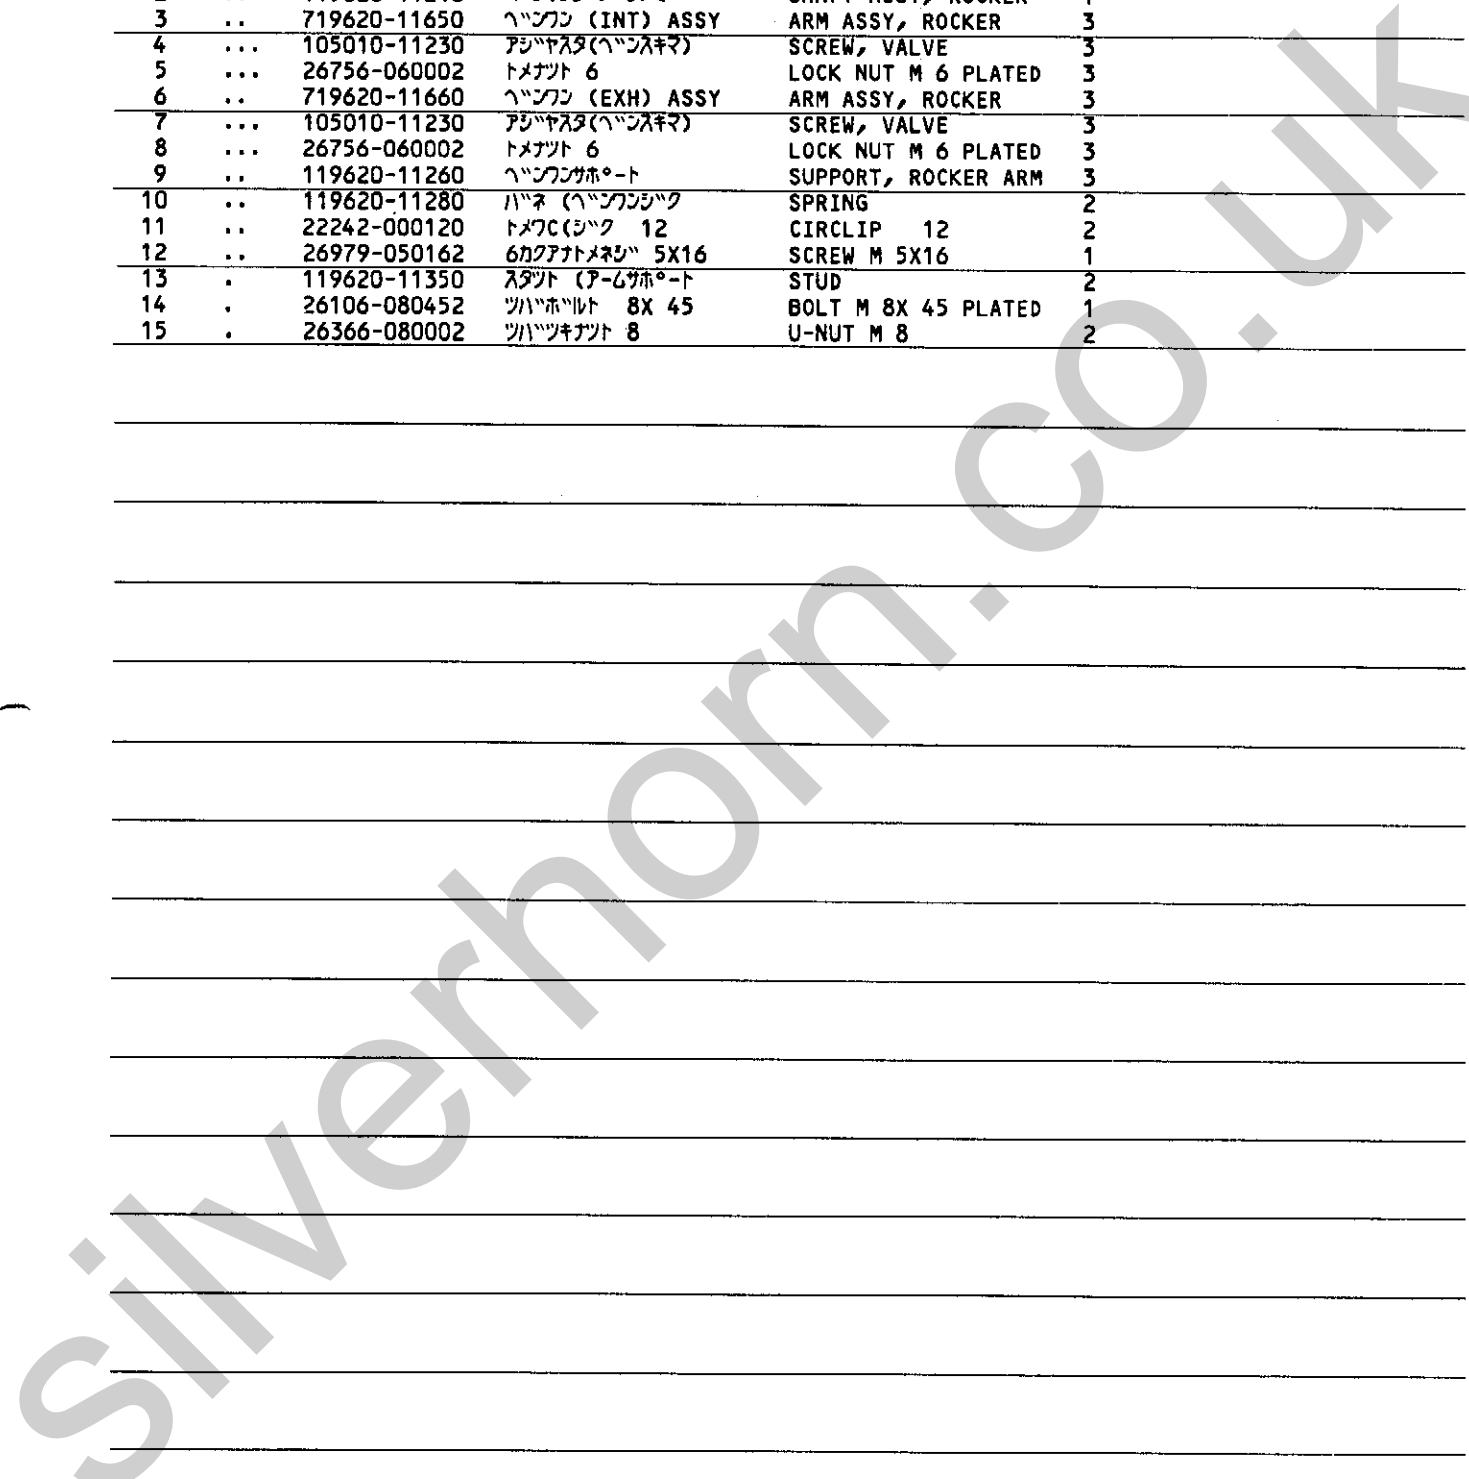 3 .. 719620-11650 ベンワン (INT) ASSY ARM ASSY, ROCKER 3
4 ... 105010-11230 アジヤスタ(ベンスキマ) SCREW, VALVE 3
5 ... 26756-060002 トメナツト 6 LOCK NUT M 6 PLATED 3
6 .. 719620-11660 ベンワン (EXH) ASSY ARM ASSY, ROCKER 3
7 ... 105010-11230 アジヤスタ(ベンスキマ) SCREW, VALVE 3
8 ... 26756-060002 トメナツト 6 LOCK NUT M 6 PLATED 3
9 .. 119620-11260 ベンワンサポート SUPPORT, ROCKER ARM 3
10 .. 119620-11280 バネ (ベンワンジク SPRING 2
11 .. 22242-000120 トメワC(ジク 12 CIRCLIP 12 2
12 .. 26979-050162 6カクアナトメネジ 5X16 SCREW M 5X16 1
13 . 119620-11350 スタツト (アームサポート STUD 2
14 . 26106-080452 ツバボルト 8X 45 BOLT M 8X 45 PLATED 1
15 . 26366-080002 ツバツキナツト 8 U-NUT M 8 2
silverhorn.co.uk